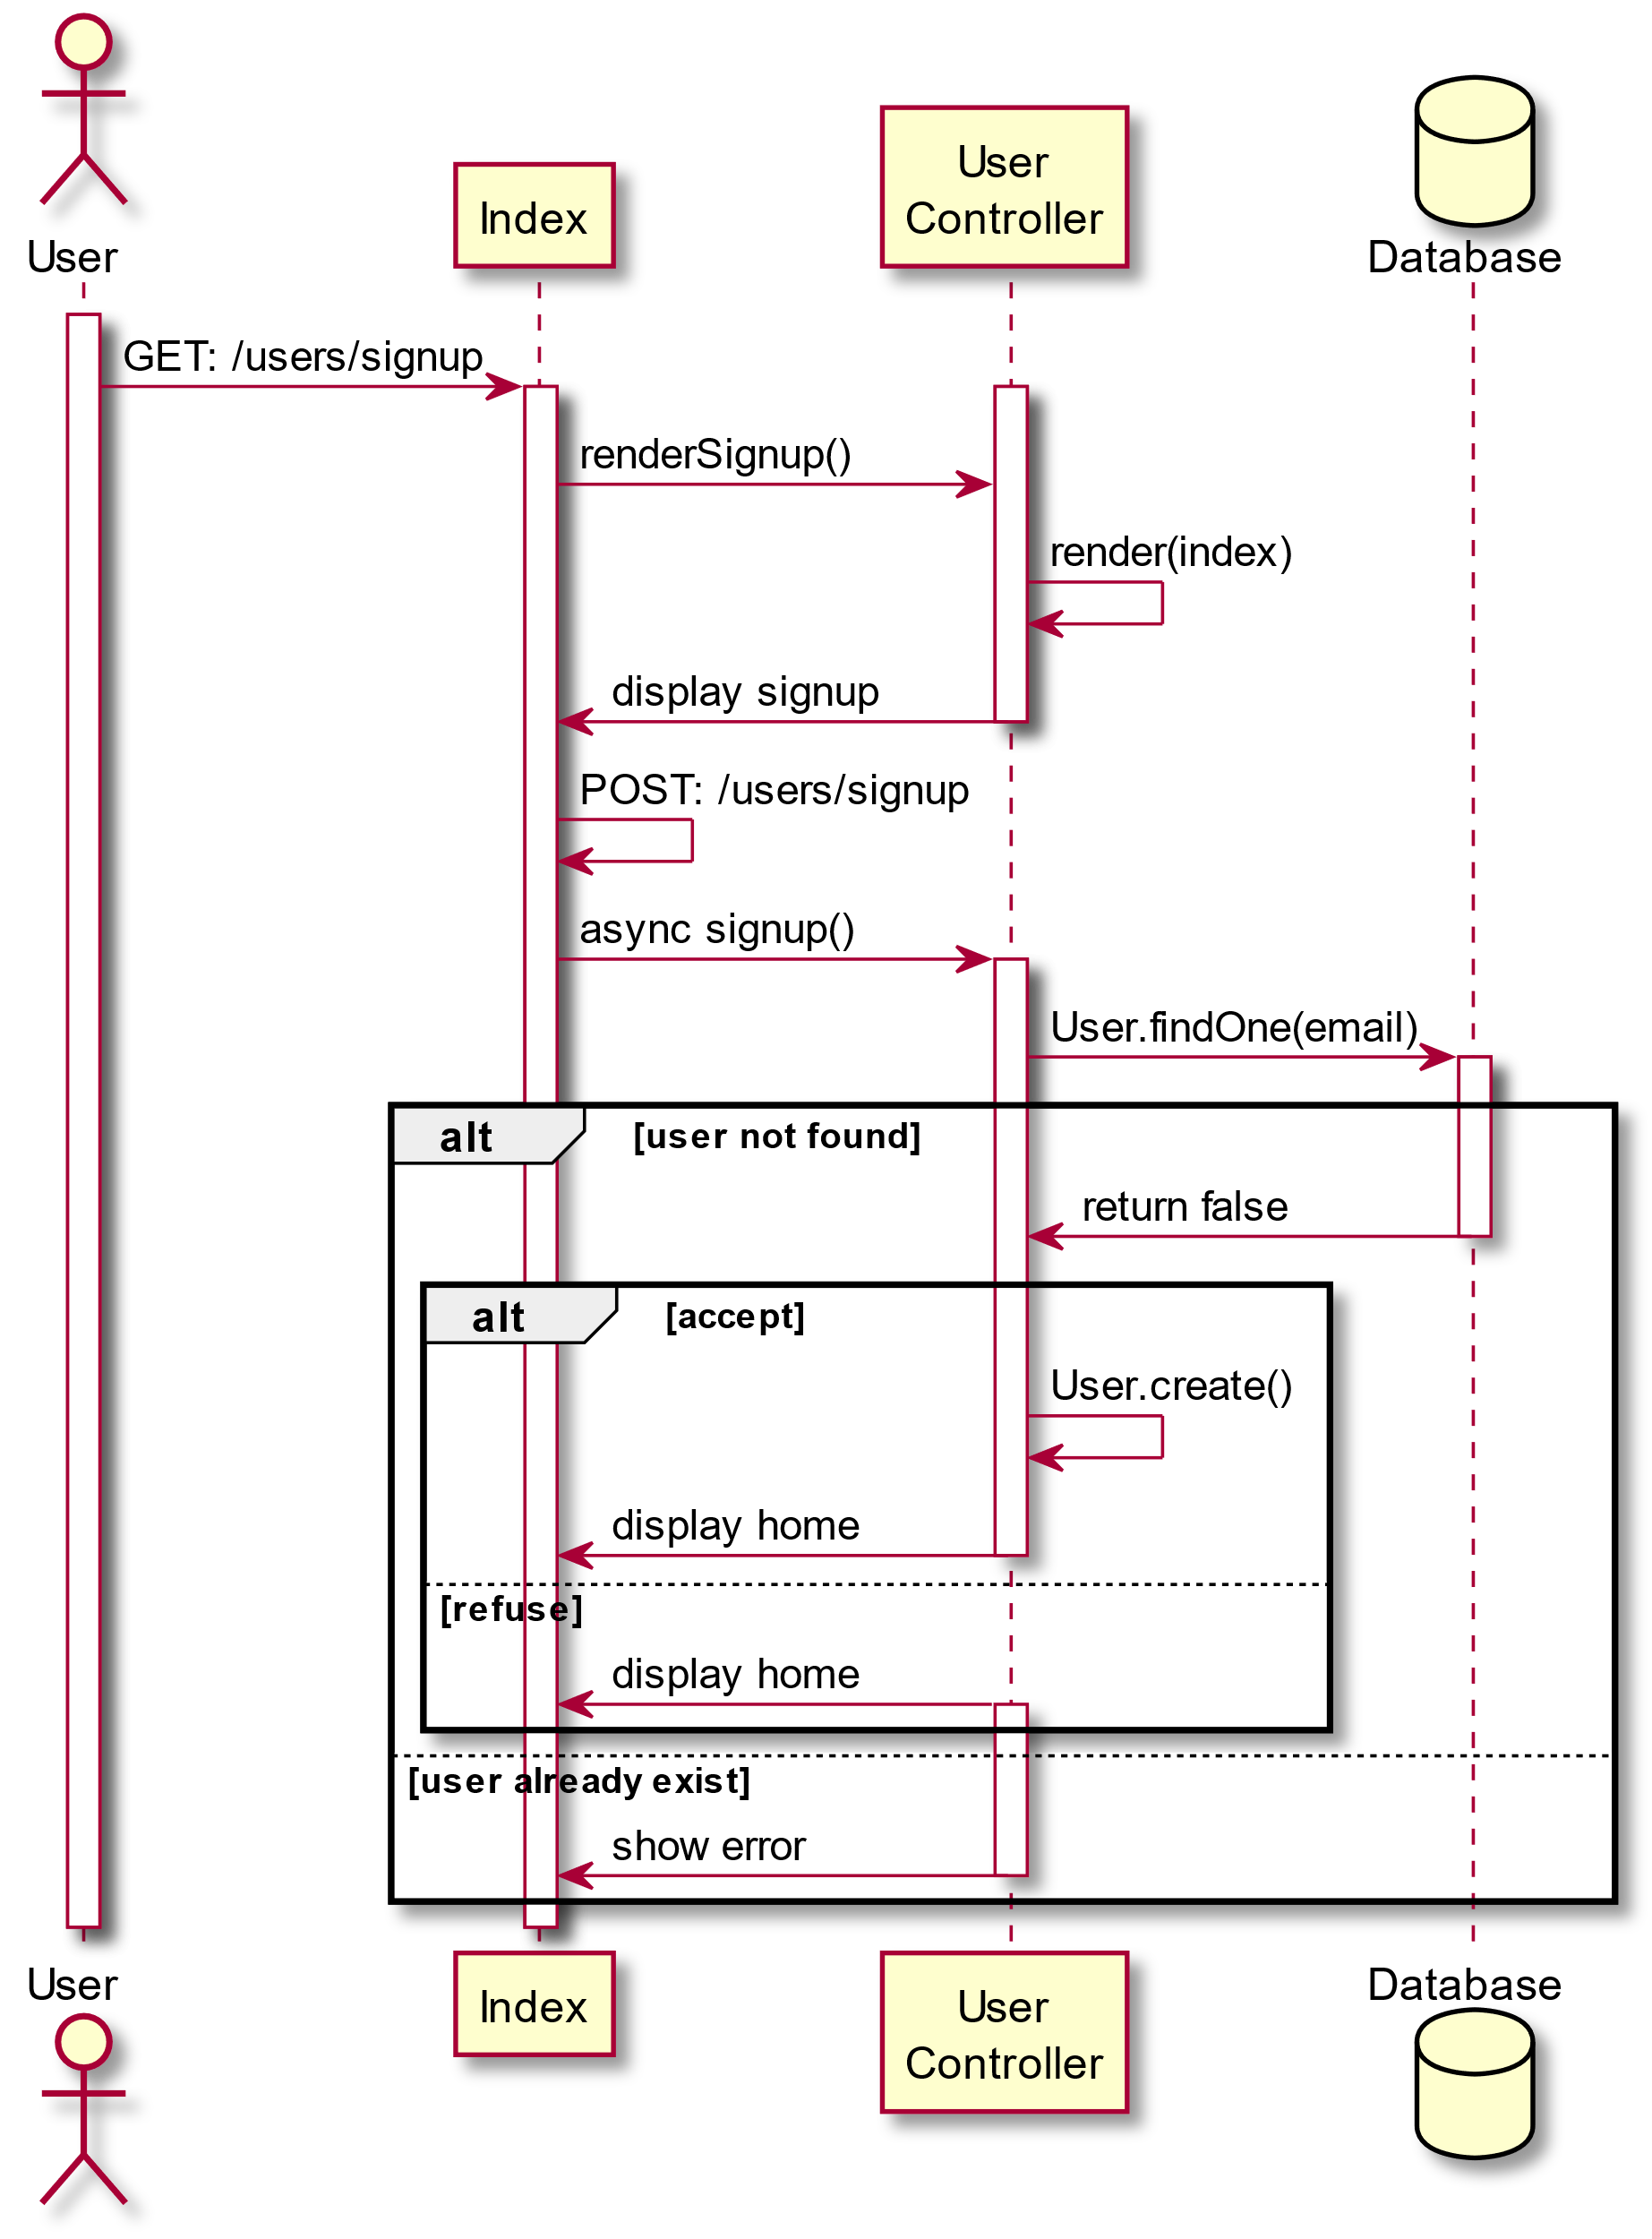 User
Index
User
Controller
Database
GET: /users/signup
renderSignup()
render(index)
display signup
POST: /users/signup
async signup()
User.findOne(email)
alt [user not found]
return false
alt [accept]
User.create()
display home
[refuse]
display home
[user already exist]
show error
User
Index
User
Controller
Database